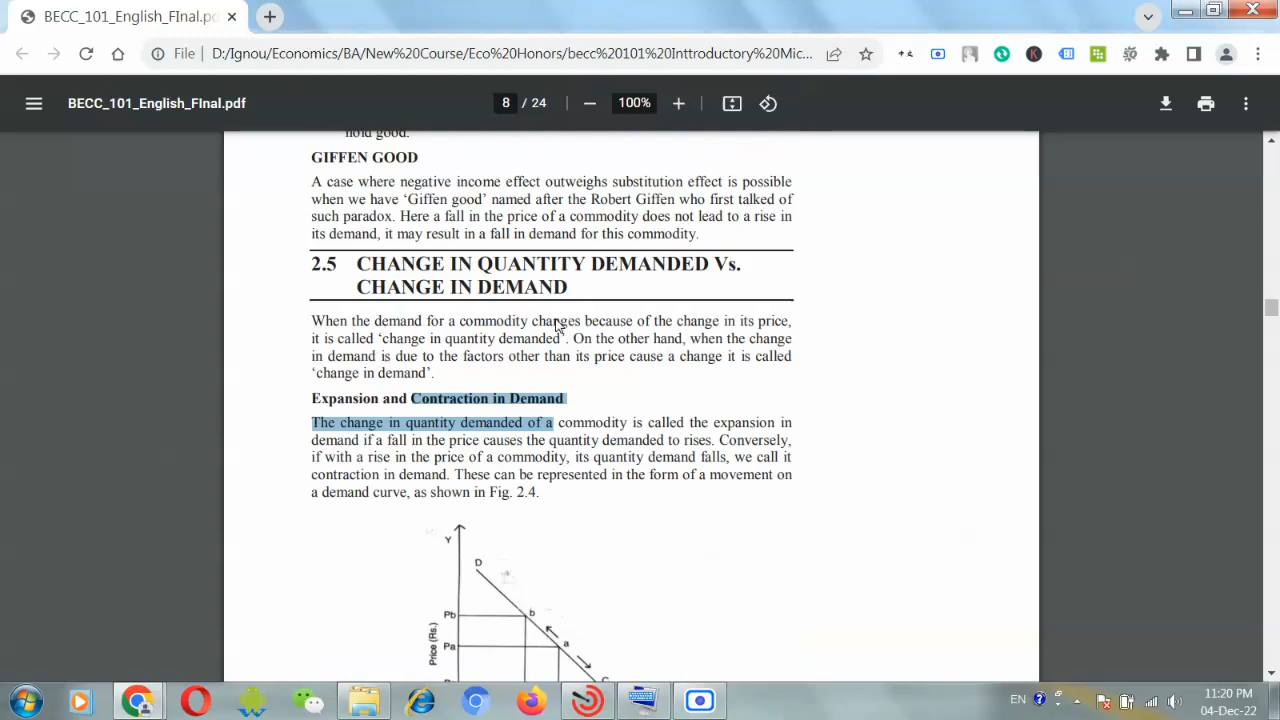 BECC_101_English_FInal.pdf
File
D:/Ignou/Economics/BA/New%20Course/Eco%20Honors/becc%20101%20Inttroductory%20Mic...
BECC_101_English_FInal.pdf
8 / 24
100%
hold good.
GIFFEN GOOD
A case where negative income effect outweighs substitution effect is possible
when we have ‘Giffen good’ named after the Robert Giffen who first talked of
such paradox. Here a fall in the price of a commodity does not lead to a rise in
its demand, it may result in a fall in demand for this commodity.
2.5 CHANGE IN QUANTITY DEMANDED Vs.
CHANGE IN DEMAND
When the demand for a commodity changes because of the change in its price,
it is called ‘change in quantity demanded’. On the other hand, when the change
in demand is due to the factors other than its price cause a change it is called
‘change in demand’.
Expansion and Contraction in Demand
The change in quantity demanded of a commodity is called the expansion in
demand if a fall in the price causes the quantity demanded to rises. Conversely,
if with a rise in the price of a commodity, its quantity demand falls, we call it
contraction in demand. These can be represented in the form of a movement on
a demand curve, as shown in Fig. 2.4.
Y
D
Pb
b
a
Pa
Price (Rs.)
EN
11:20 PM
04-Dec-22